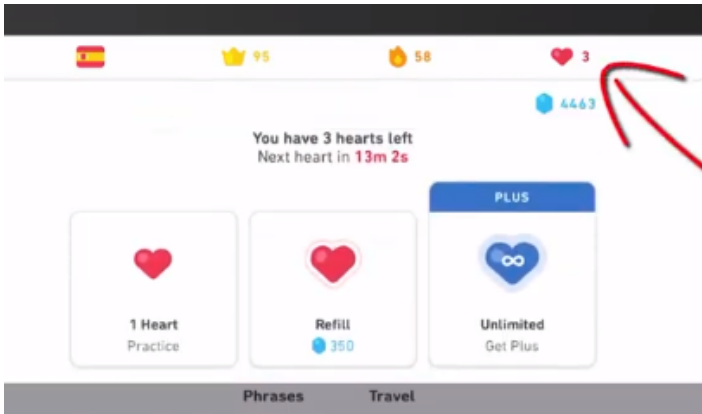 95 58 3
4463
You have 3 hearts left
Next heart in 13m 2s
PLUS
1 Heart
Practice
Refill
350
Unlimited
Get Plus
Phrases Travel